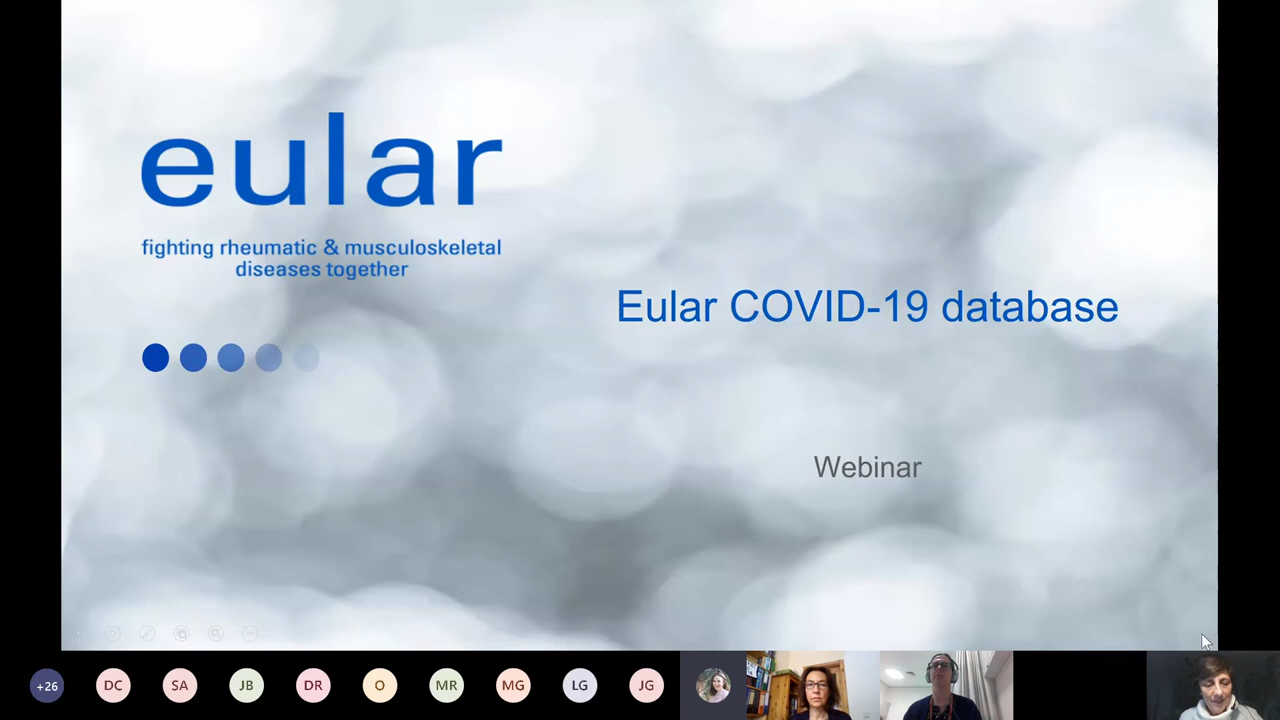 eular
fighting rheumatic & musculoskeletal
diseases together
Eular COVID-19 database
Webinar
+26
DC
SA
JB
DR
O
MR
MG
LG
JG